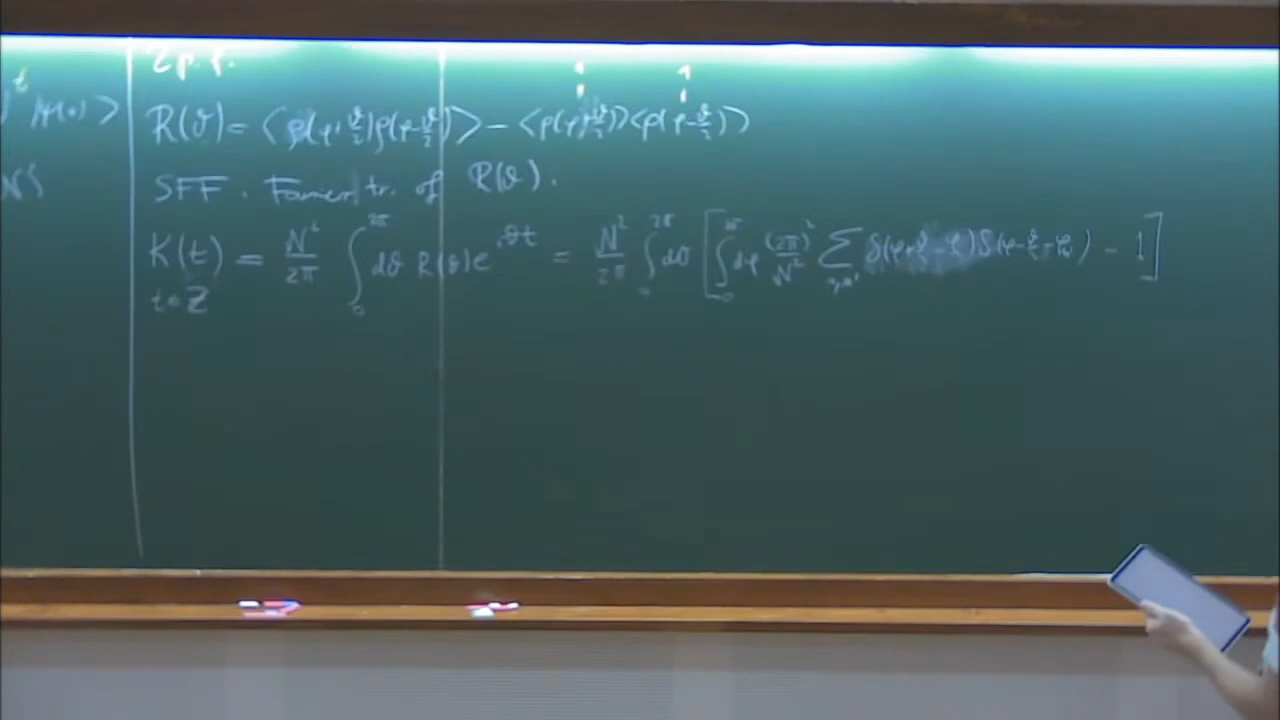 2 p. f.
R(ϑ) = ⟨ρ(φ+ϑ/2)ρ(φ-ϑ/2)⟩ - ⟨ρ(φ+ϑ/2)⟩⟨ρ(φ-ϑ/2)⟩
SFF. Fourier tr. of R(ϑ).
K(t) = N²/2π ∫₀^{2π} dϑ R(ϑ) e^{iϑt} = N²/2π ∫₀^{2π} dϑ [ ∫₀^{2π} dφ (2π)²/N² ∑ δ(φ+ϑ/2-φ)δ(φ-ϑ/2-φ) - 1 ]
t ∈ Z